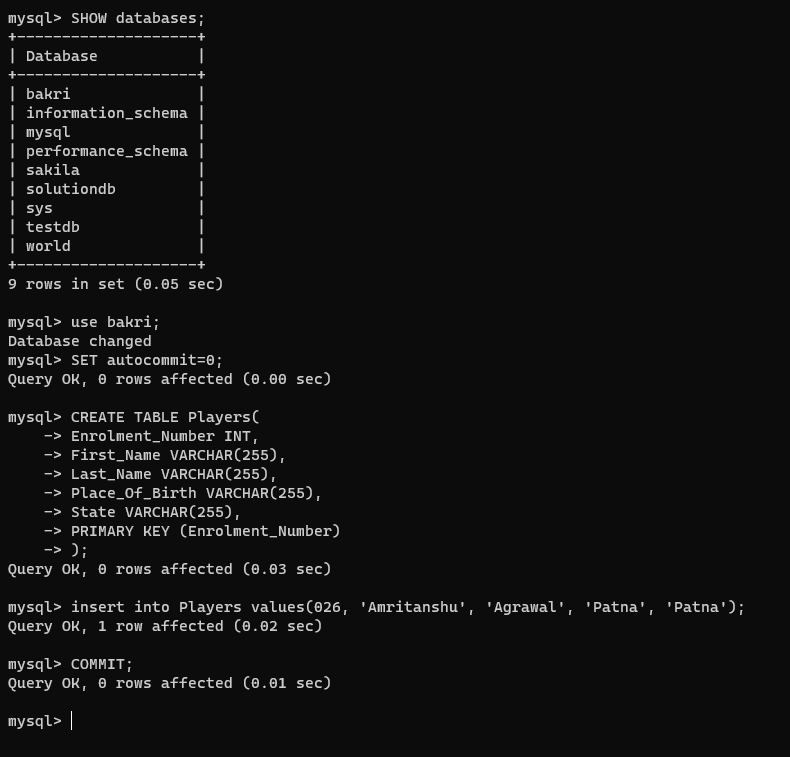 mysql> SHOW databases;
+--------------------+
| Database           |
+--------------------+
| bakri              |
| information_schema |
| mysql              |
| performance_schema |
| sakila             |
| solutiondb         |
| sys                |
| testdb             |
| world              |
+--------------------+
9 rows in set (0.05 sec)

mysql> use bakri;
Database changed
mysql> SET autocommit=0;
Query OK, 0 rows affected (0.00 sec)

mysql> CREATE TABLE Players(
    -> Enrolment_Number INT,
    -> First_Name VARCHAR(255),
    -> Last_Name VARCHAR(255),
    -> Place_Of_Birth VARCHAR(255),
    -> State VARCHAR(255),
    -> PRIMARY KEY (Enrolment_Number)
    -> );
Query OK, 0 rows affected (0.03 sec)

mysql> insert into Players values(026, 'Amritanshu', 'Agrawal', 'Patna', 'Patna');
Query OK, 1 row affected (0.02 sec)

mysql> COMMIT;
Query OK, 0 rows affected (0.01 sec)

mysql>